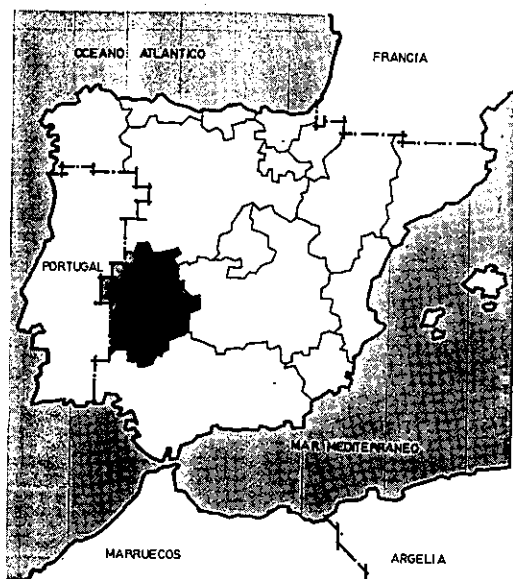 OCEANO ATLANTICO
FRANCIA
PORTUGAL
MAR MEDITERRANEO
MARRUECOS
ARGELIA